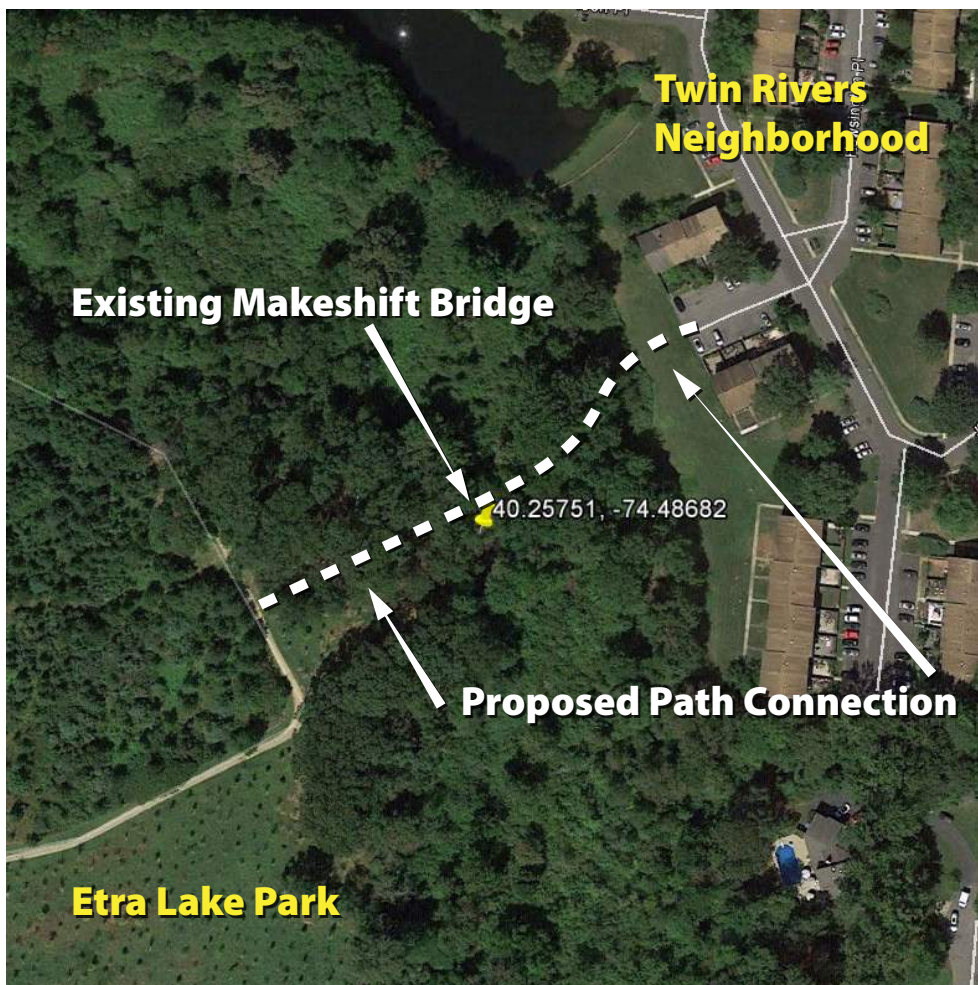 Twin Rivers
Neighborhood
Existing Makeshift Bridge
40.25751, -74.48682
Proposed Path Connection
Etra Lake Park